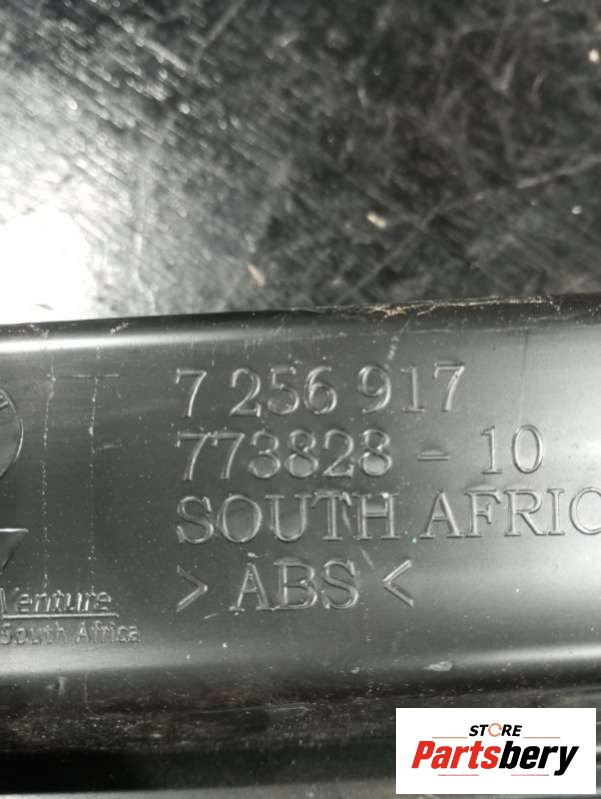 7 256 917
773828 - 10
SOUTH AFRIC
> ABS <
Venture
South Africa
STORE
Partsbery